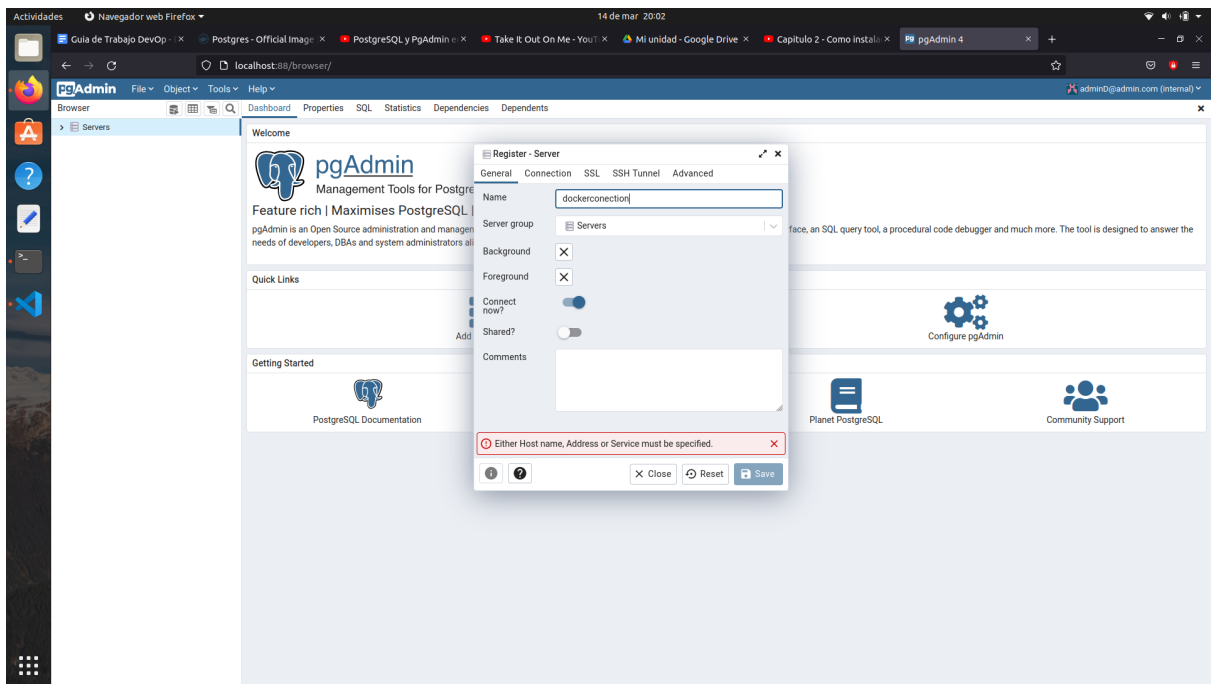 Actividades
Navegador web Firefox
14 de mar 20:02
Guia de Trabajo DevOp -
Postgres - Official Image
PostgreSQL y PgAdmin e
Take It Out On Me - YouT
Mi unidad - Google Drive
Capitulo 2 - Como instala
pgAdmin 4
localhost:88/browser/
PgAdmin
File
Object
Tools
Help
adminD@admin.com (internal)
Browser
Dashboard
Properties
SQL
Statistics
Dependencies
Dependents
Servers
Welcome
pgAdmin
Management Tools for Postgre
Feature rich | Maximises PostgreSQL |
pgAdmin is an Open Source administration and managen
face, an SQL query tool, a procedural code debugger and much more. The tool is designed to answer the
needs of developers, DBAs and system administrators ali
Quick Links
Add
Configure pgAdmin
Getting Started
PostgreSQL Documentation
Planet PostgreSQL
Community Support
Register - Server
General
Connection
SSL
SSH Tunnel
Advanced
Name
dockerconection
Server group
Servers
Background
Foreground
Connect
now?
Shared?
Comments
Either Host name, Address or Service must be specified.
Close
Reset
Save